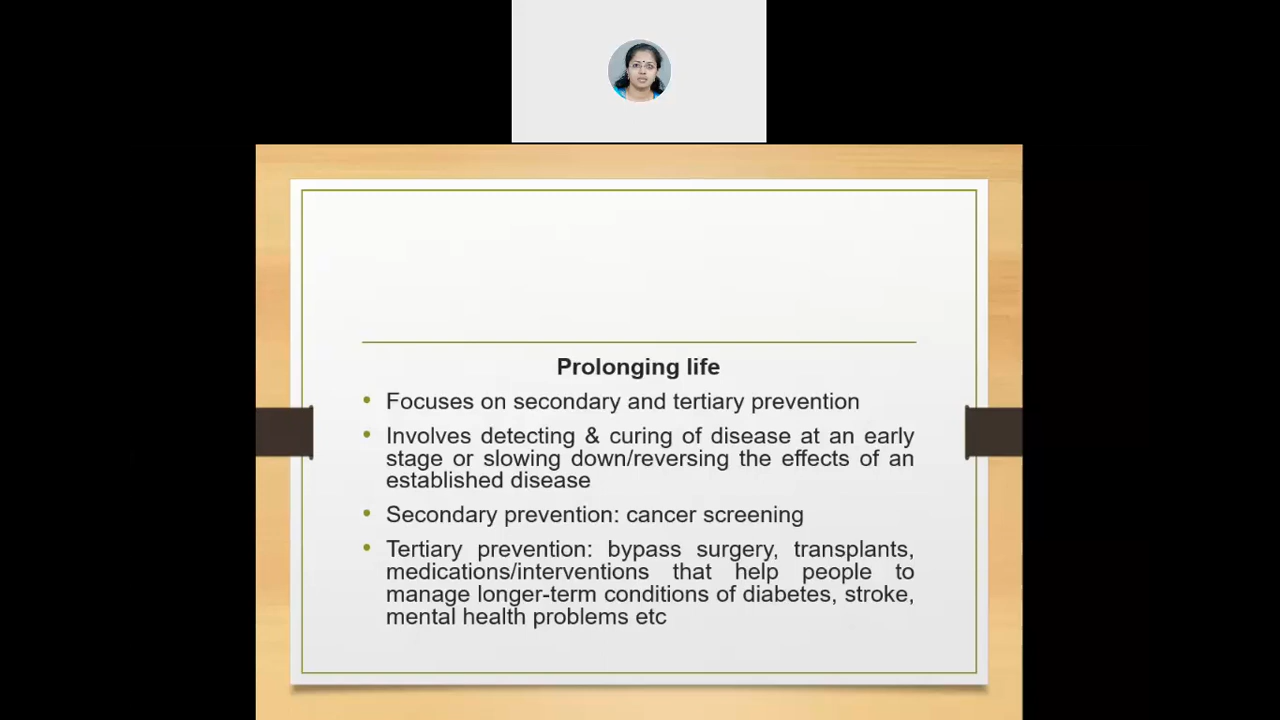 Prolonging life
• Focuses on secondary and tertiary prevention
• Involves detecting & curing of disease at an early
stage or slowing down/reversing the effects of an
established disease
• Secondary prevention: cancer screening
• Tertiary prevention: bypass surgery, transplants,
medications/interventions that help people to
manage longer-term conditions of diabetes, stroke,
mental health problems etc